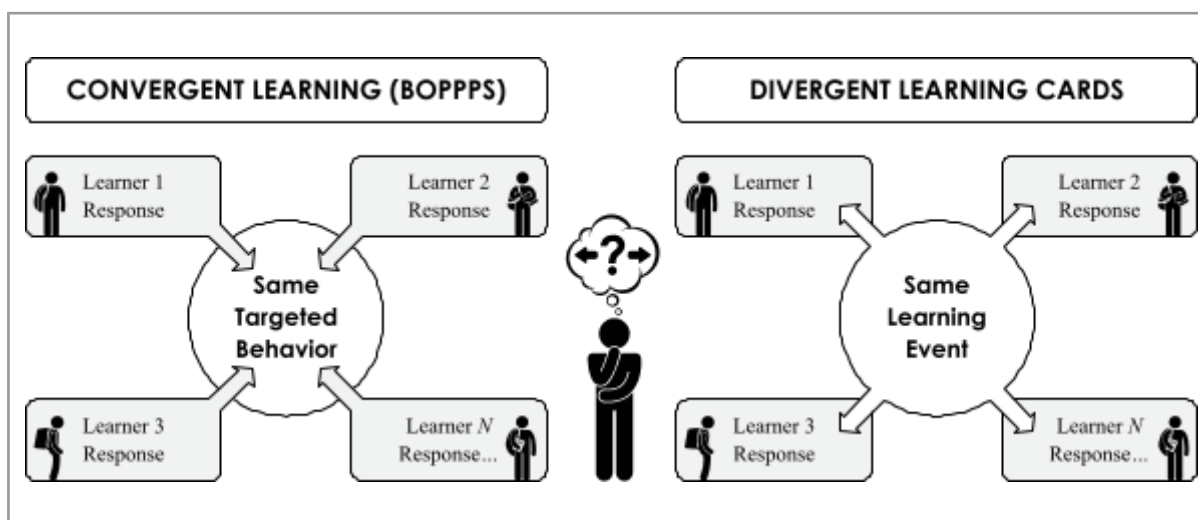 CONVERGENT LEARNING (BOPPPS)
Learner 1
Response
Learner 2
Response
Same
Targeted
Behavior
Learner 3
Response
Learner N
Response...
?
DIVERGENT LEARNING CARDS
Learner 1
Response
Learner 2
Response
Same
Learning
Event
Learner 3
Response
Learner N
Response...